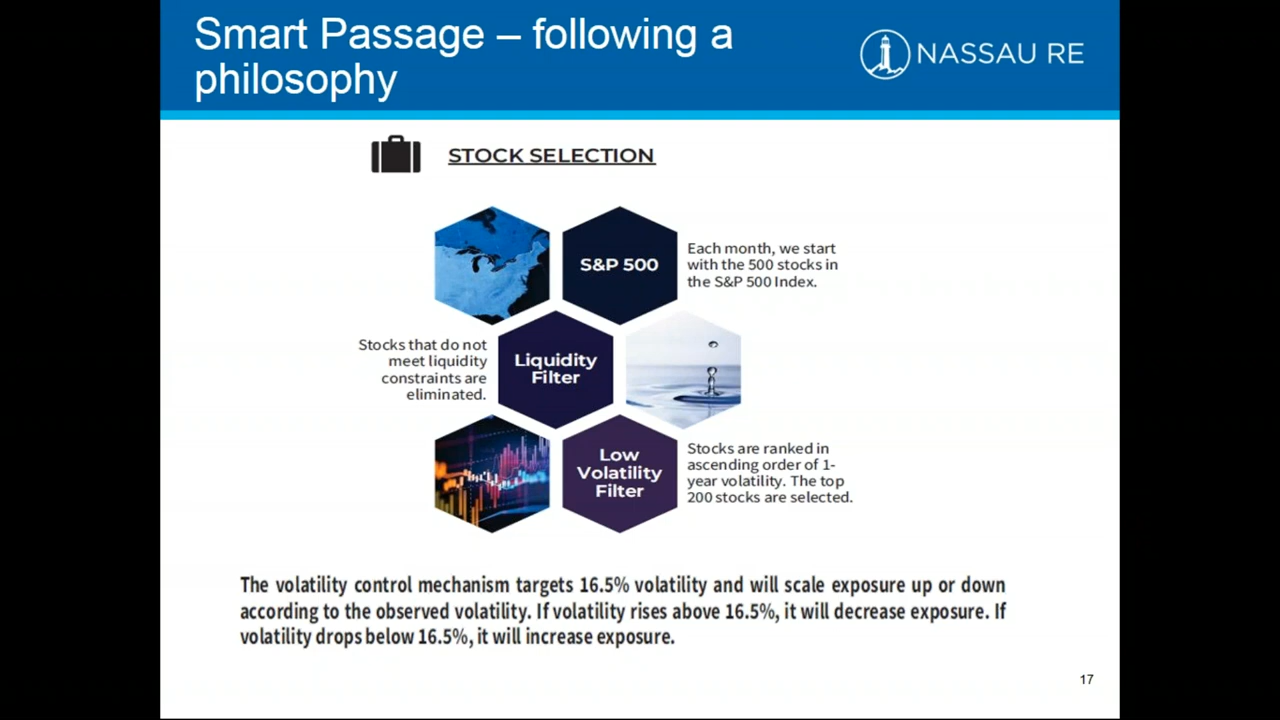 Smart Passage – following a
philosophy
NASSAU RE
STOCK SELECTION
S&P 500
Each month, we start
with the 500 stocks in
the S&P 500 Index.
Stocks that do not
meet liquidity
constraints are
eliminated.
Liquidity
Filter
Low
Volatility
Filter
Stocks are ranked in
ascending order of 1-
year volatility. The top
200 stocks are selected.
The volatility control mechanism targets 16.5% volatility and will scale exposure up or down
according to the observed volatility. If volatility rises above 16.5%, it will decrease exposure. If
volatility drops below 16.5%, it will increase exposure.
17